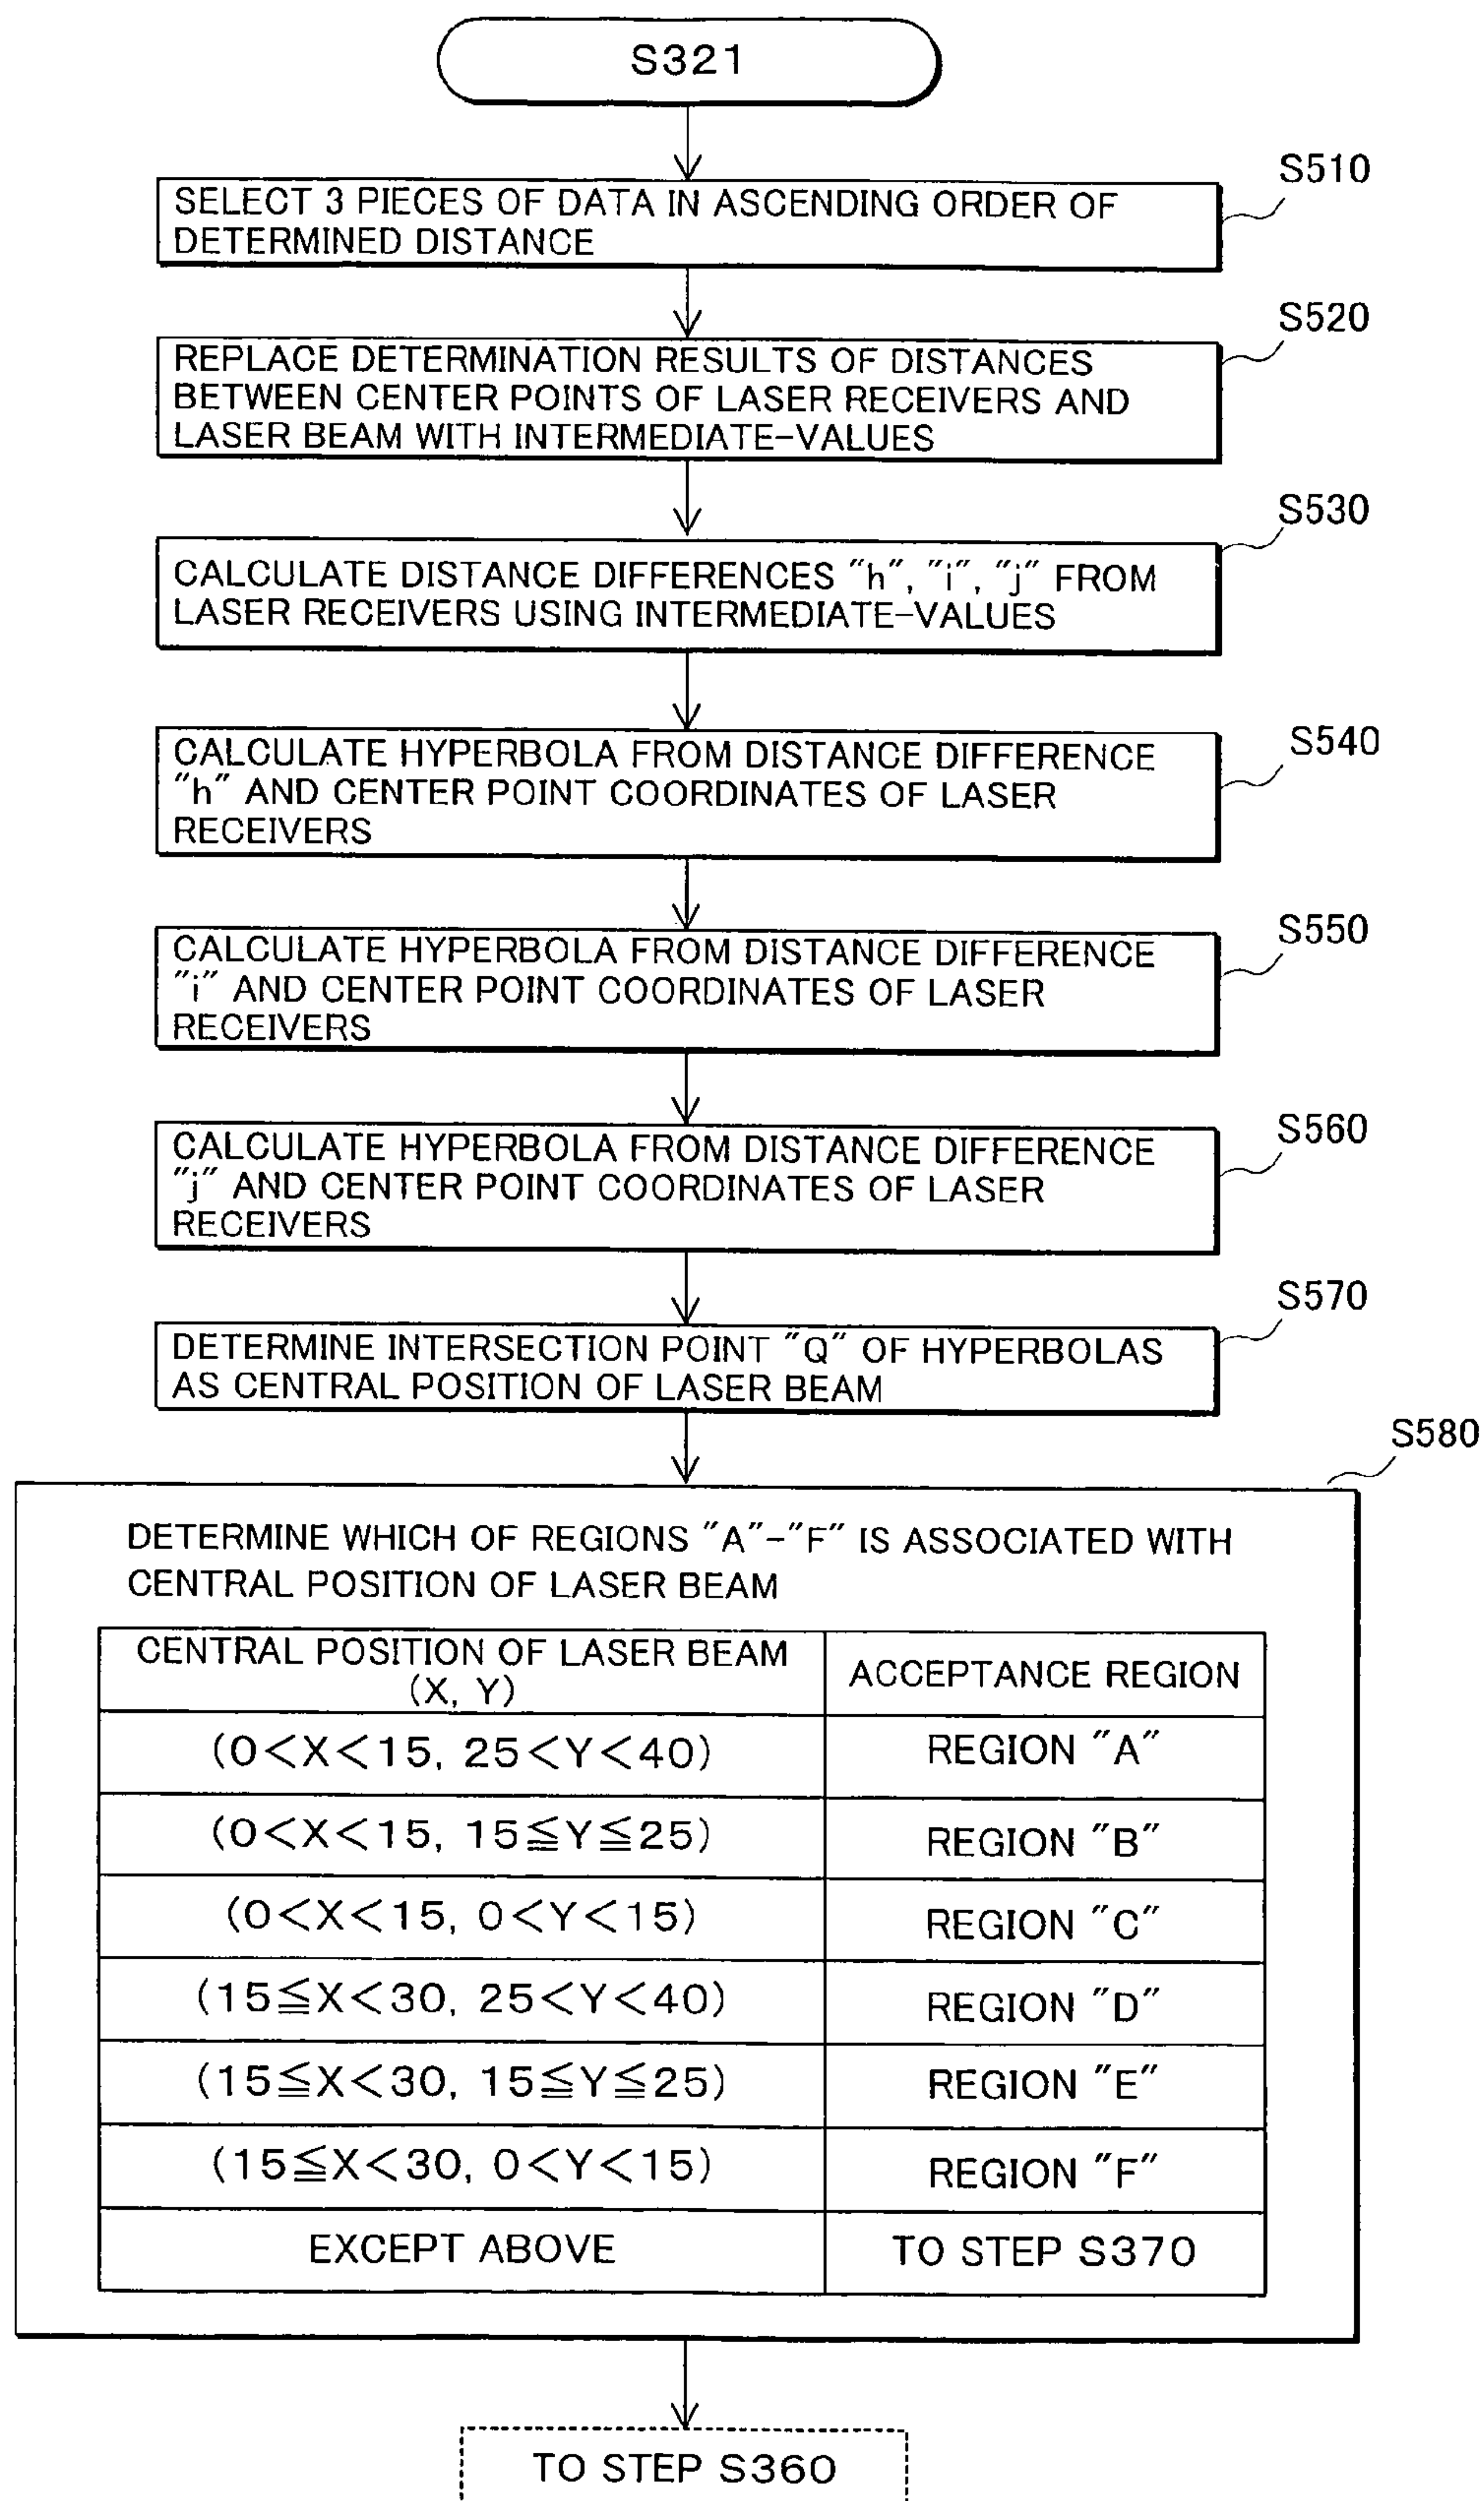 S321
S510
SELECT 3 PIECES OF DATA IN ASCENDING ORDER OF
DETERMINED DISTANCE
S520
REPLACE DETERMINATION RESULTS OF DISTANCES
BETWEEN CENTER POINTS OF LASER RECEIVERS AND
LASER BEAM WITH INTERMEDIATE-VALUES
S530
CALCULATE DISTANCE DIFFERENCES "h", "i", "j" FROM
LASER RECEIVERS USING INTERMEDIATE-VALUES
S540
CALCULATE HYPERBOLA FROM DISTANCE DIFFERENCE
"h" AND CENTER POINT COORDINATES OF LASER
RECEIVERS
S550
CALCULATE HYPERBOLA FROM DISTANCE DIFFERENCE
"i" AND CENTER POINT COORDINATES OF LASER
RECEIVERS
S560
CALCULATE HYPERBOLA FROM DISTANCE DIFFERENCE
"j" AND CENTER POINT COORDINATES OF LASER
RECEIVERS
S570
DETERMINE INTERSECTION POINT "Q" OF HYPERBOLAS
AS CENTRAL POSITION OF LASER BEAM
S580
DETERMINE WHICH OF REGIONS "A"-"F" IS ASSOCIATED WITH
CENTRAL POSITION OF LASER BEAM
CENTRAL POSITION OF LASER BEAM
(X, Y)
ACCEPTANCE REGION
(0<X<15, 25<Y<40)
REGION "A"
(0<X<15, 15≦Y≦25)
REGION "B"
(0<X<15, 0<Y<15)
REGION "C"
(15≦X<30, 25<Y<40)
REGION "D"
(15≦X<30, 15≦Y≦25)
REGION "E"
(15≦X<30, 0<Y<15)
REGION "F"
EXCEPT ABOVE
TO STEP S370
TO STEP S360